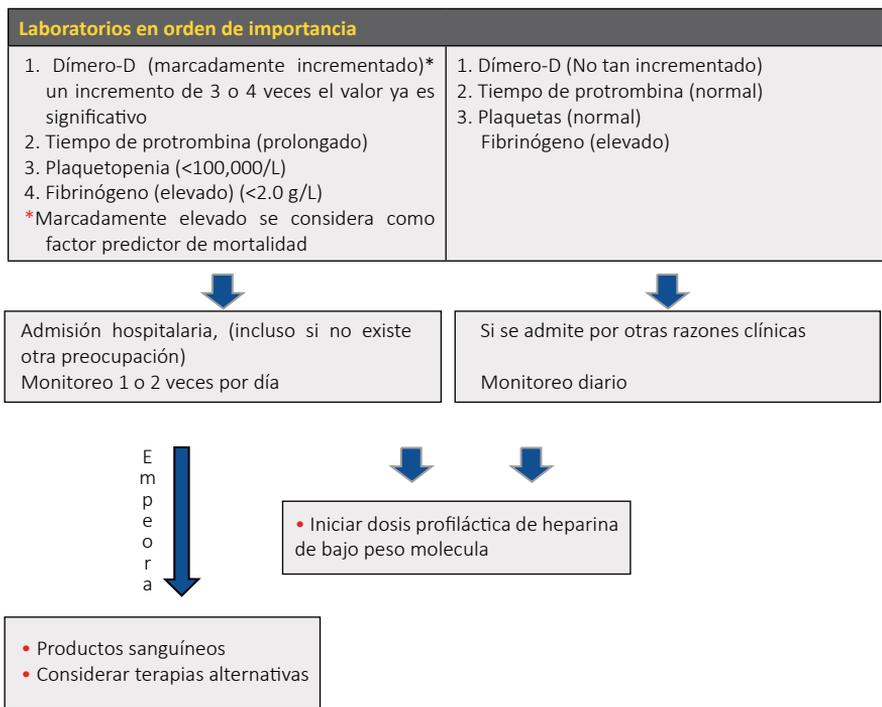 Laboratorios en orden de importancia
1. Dímero-D (marcadamente incrementado)*
un incremento de 3 o 4 veces el valor ya es
significativo
2. Tiempo de protrombina (prolongado)
3. Plaquetopenia (<100,000/L)
4. Fibrinógeno (elevado) (<2.0 g/L)
*Marcadamente elevado se considera como
factor predictor de mortalidad
1. Dímero-D (No tan incrementado)
2. Tiempo de protrombina (normal)
3. Plaquetas (normal)
Fibrinógeno (elevado)
Admisión hospitalaria, (incluso si no existe
otra preocupación)
Monitoreo 1 o 2 veces por día
Si se admite por otras razones clínicas
Monitoreo diario
Empeora
• Iniciar dosis profiláctica de heparina
de bajo peso molecula
• Productos sanguíneos
• Considerar terapias alternativas